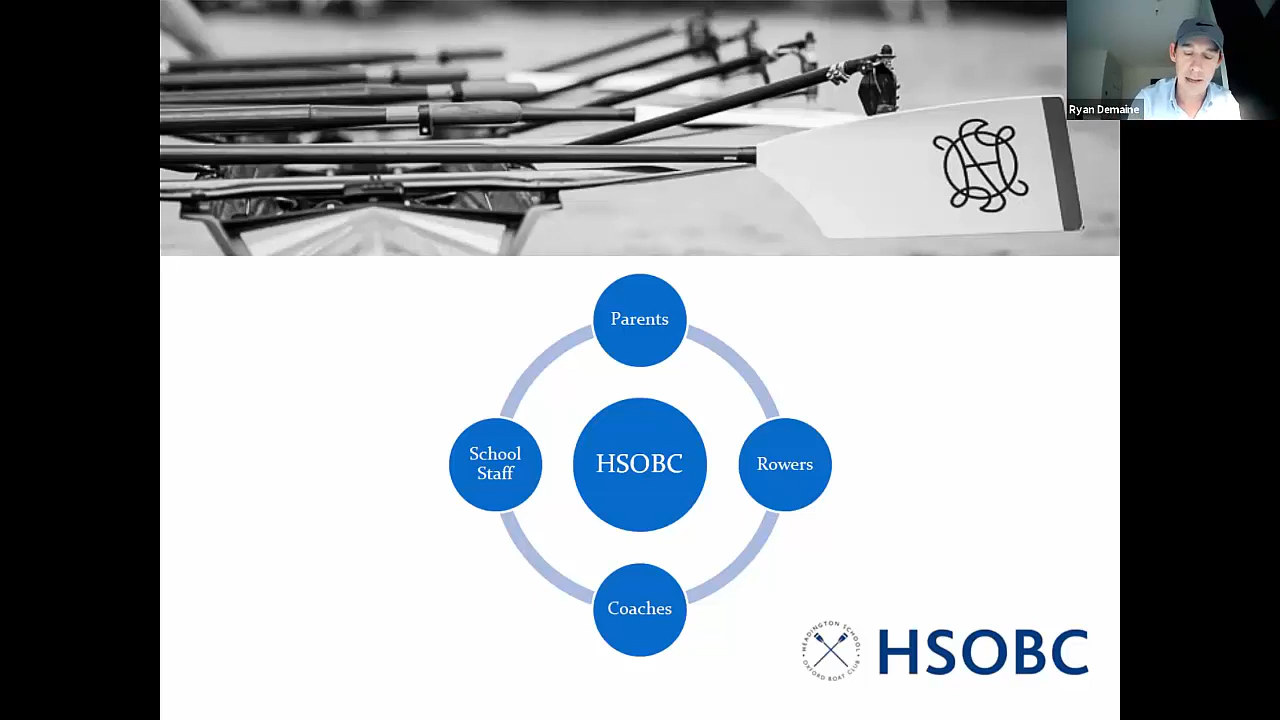 Ryan Demaine
Parents
School
Staff
HSOBC
Rowers
Coaches
HEADINGTON SCHOOL
OXFORD BOAT CLUB
HSOBC